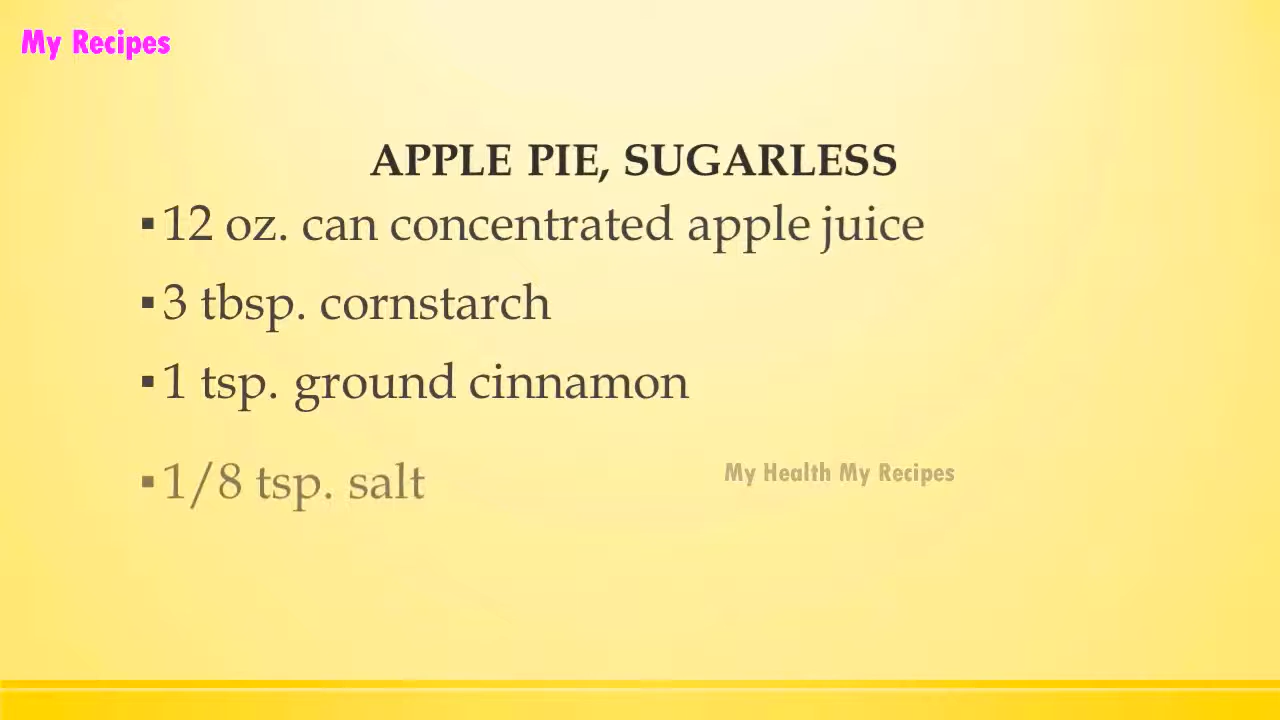 My Recipes
APPLE PIE, SUGARLESS
▪12 oz. can concentrated apple juice
▪3 tbsp. cornstarch
▪1 tsp. ground cinnamon
▪1/8 tsp. salt
My Health My Recipes